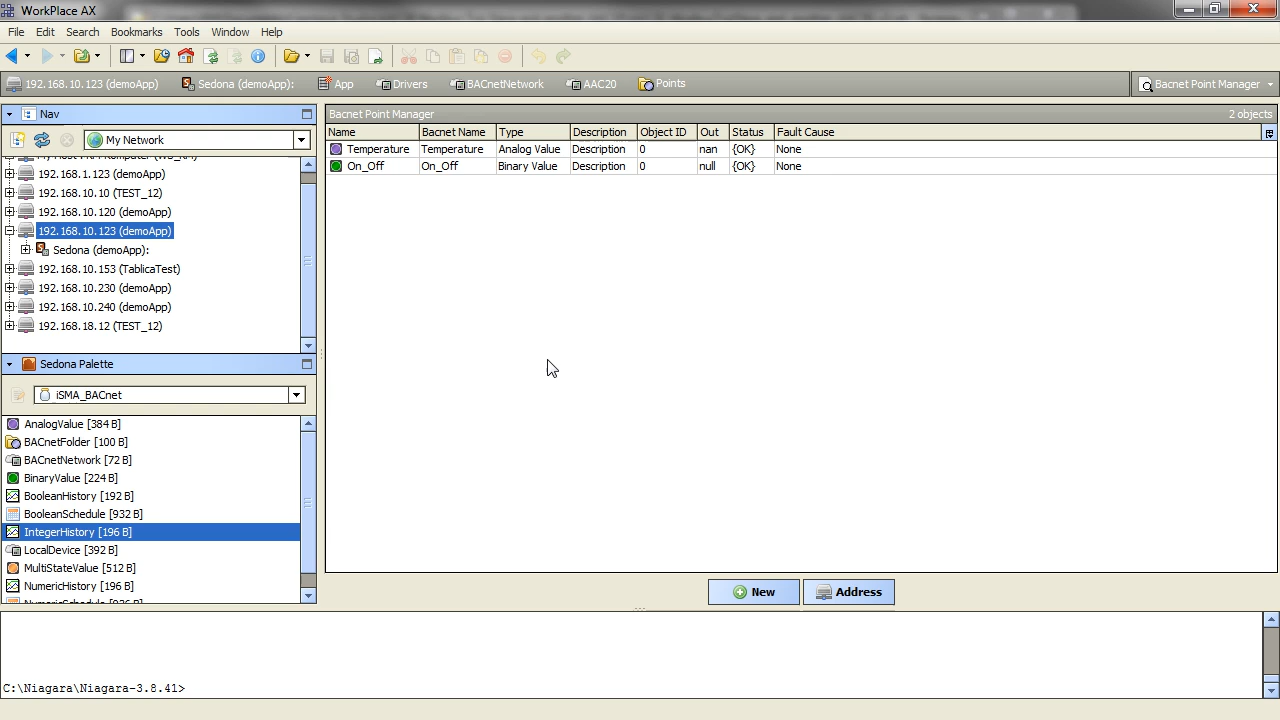 WorkPlace AX
File Edit Search Bookmarks Tools Window Help
192.168.10.123 (demoApp) Sedona (demoApp): App Drivers BACnetNetwork AAC20 Points Bacnet Point Manager
Nav
My Network
192.168.1.123 (demoApp)
192.168.10.10 (TEST_12)
192.168.10.120 (demoApp)
192.168.10.123 (demoApp)
Sedona (demoApp):
192.168.10.153 (TablicaTest)
192.168.10.230 (demoApp)
192.168.10.240 (demoApp)
192.168.18.12 (TEST_12)
Sedona Palette
iSMA_BACnet
AnalogValue [384 B]
BACnetFolder [100 B]
BACnetNetwork [72 B]
BinaryValue [224 B]
BooleanHistory [192 B]
BooleanSchedule [932 B]
IntegerHistory [196 B]
LocalDevice [392 B]
MultiStateValue [512 B]
NumericHistory [196 B]
Bacnet Point Manager 2 objects
Name Bacnet Name Type Description Object ID Out Status Fault Cause
Temperature Temperature Analog Value Description 0 nan {OK} None
On_Off On_Off Binary Value Description 0 null {OK} None
New Address
C:\Niagara\Niagara-3.8.41>